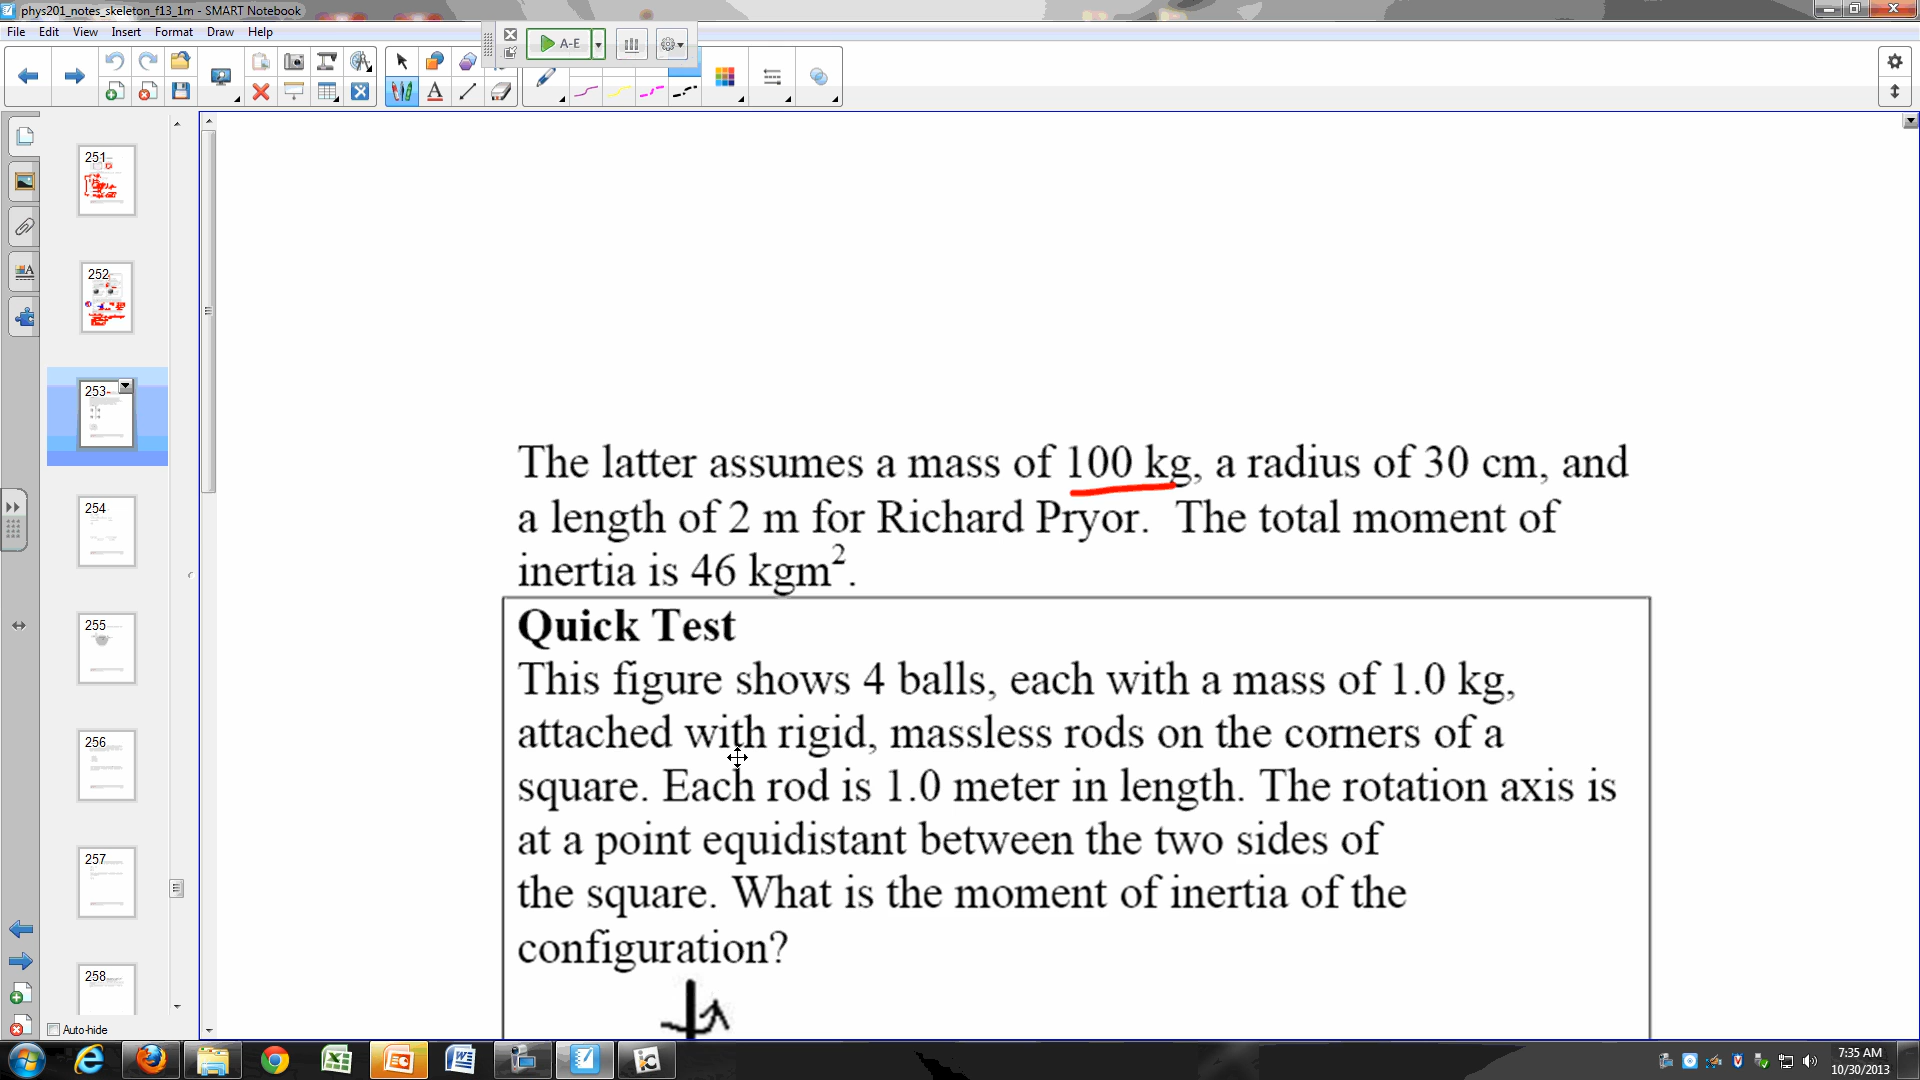 phys201_notes_skeleton_f13_1m - SMART Notebook
File Edit View Insert Format Draw Help
A-E
251
252
253
254
255
256
257
258
Auto-hide
The latter assumes a mass of 100 kg, a radius of 30 cm, and
a length of 2 m for Richard Pryor. The total moment of
inertia is 46 kgm².
Quick Test
This figure shows 4 balls, each with a mass of 1.0 kg,
attached with rigid, massless rods on the corners of a
square. Each rod is 1.0 meter in length. The rotation axis is
at a point equidistant between the two sides of
the square. What is the moment of inertia of the
configuration?
7:35 AM
10/30/2013